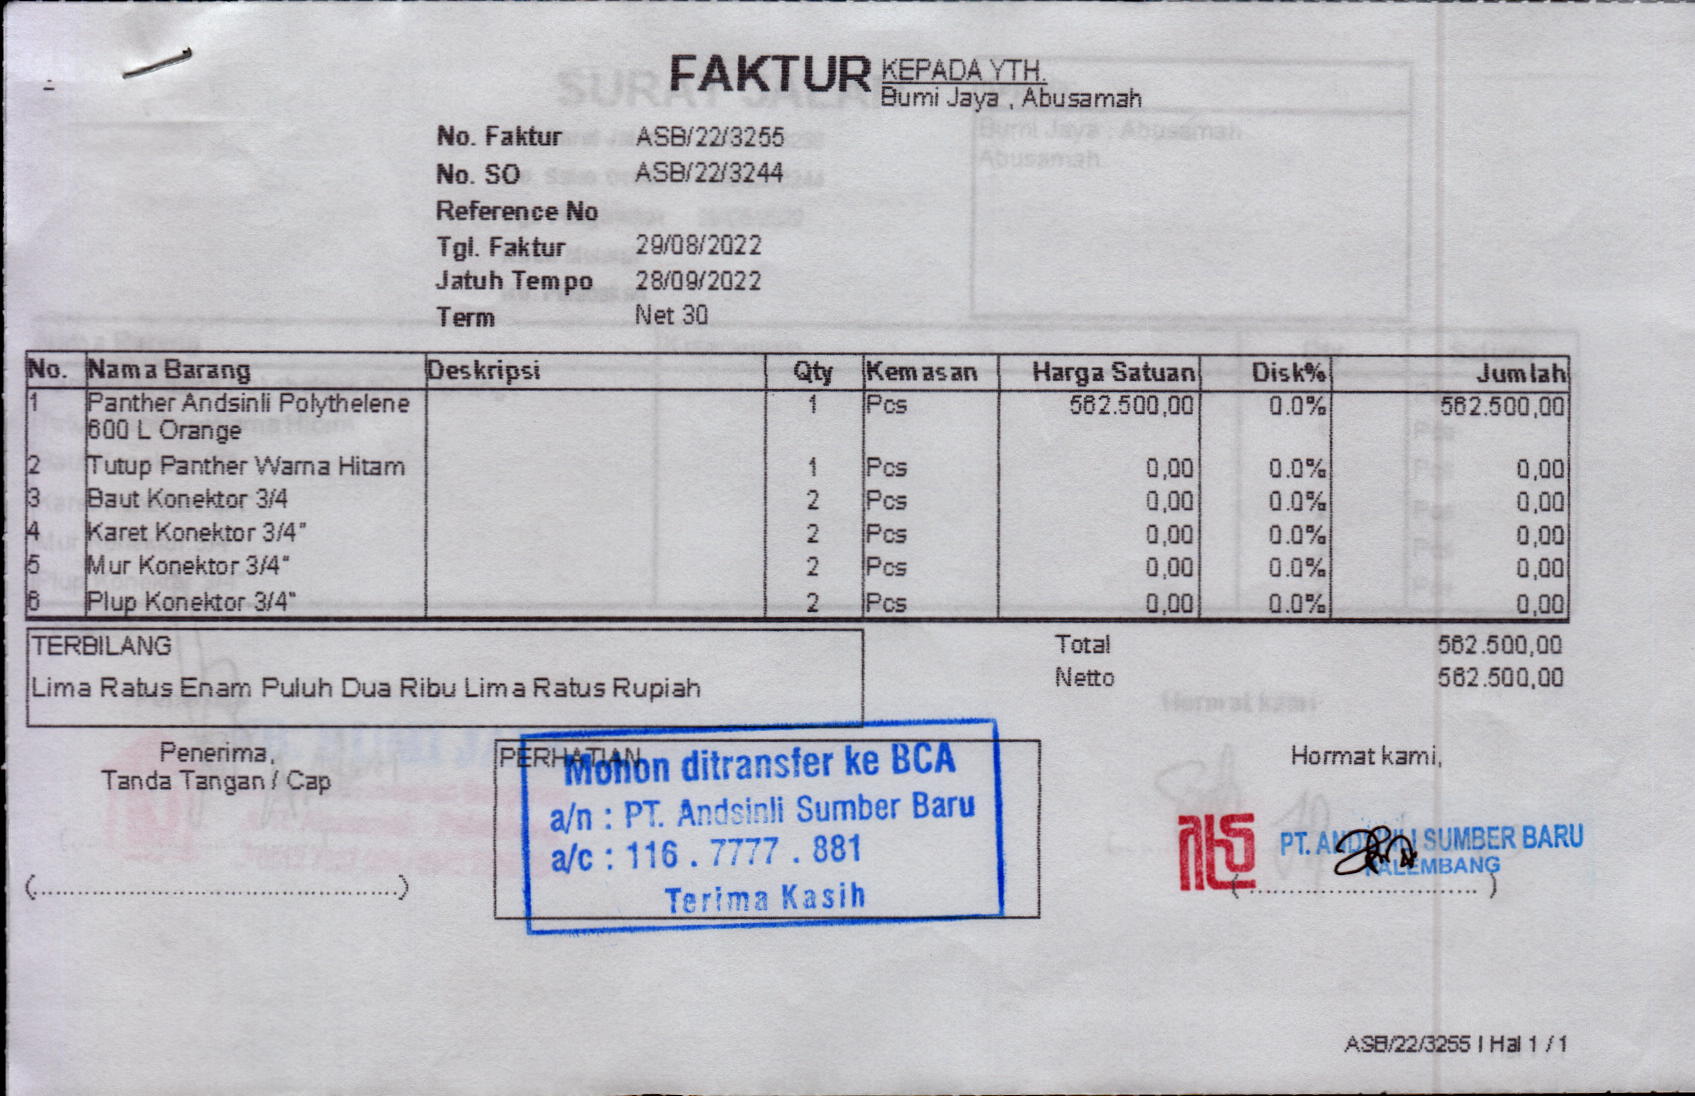 FAKTUR
KEPADA YTH.
Bumi Jaya , Abusamah
No. Faktur ASB/22/3255
No. SO ASB/22/3244
Reference No
Tgl. Faktur 29/08/2022
Jatuh Tempo 28/09/2022
Term Net 30
No. Nama Barang Deskripsi Qty Kemasan Harga Satuan Disk% Jumlah
1 Panther Andsinli Polythelene 1 Pcs 562.500,00 0.0% 562.500,00
600 L Orange
2 Tutup Panther Warna Hitam 1 Pcs 0,00 0.0% 0,00
3 Baut Konektor 3/4 2 Pcs 0,00 0.0% 0,00
4 Karet Konektor 3/4" 2 Pcs 0,00 0.0% 0,00
5 Mur Konektor 3/4" 2 Pcs 0,00 0.0% 0,00
6 Plup Konektor 3/4" 2 Pcs 0,00 0.0% 0,00
TERBILANG
Lima Ratus Enam Puluh Dua Ribu Lima Ratus Rupiah
Total 562.500,00
Netto 562.500,00
Penerima,
Tanda Tangan / Cap
(..........................................)
PERHATIAN
Mohon ditransfer ke BCA
a/n : PT. Andsinli Sumber Baru
a/c : 116 . 7777 . 881
Terima Kasih
Hormat kami,
PT. ANDSINLI SUMBER BARU
PALEMBANG
(..........................)
ASB/22/3255 | Hal 1 / 1